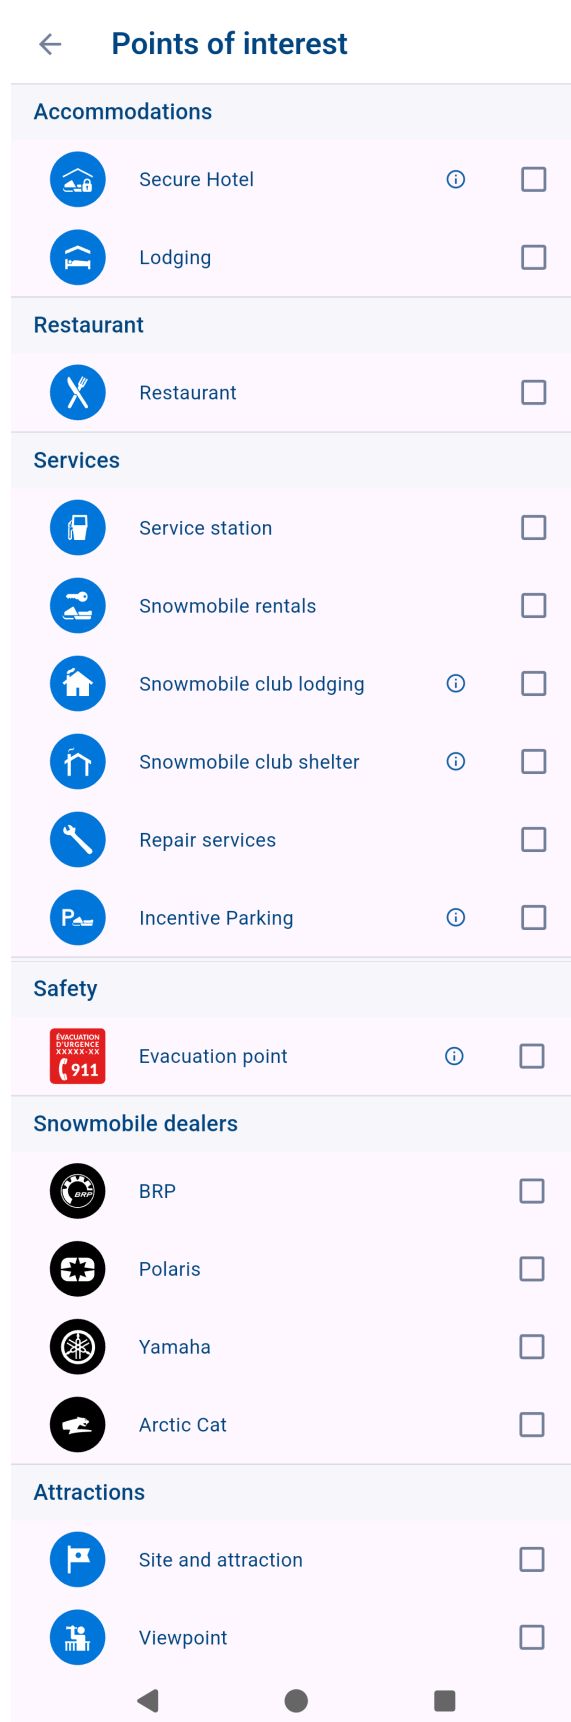 Points of interest
Accommodations
Secure Hotel
Lodging
Restaurant
Restaurant
Services
Service station
Snowmobile rentals
Snowmobile club lodging
Snowmobile club shelter
Repair services
P
Incentive Parking
Safety
ÉVACUATION
D'URGENCE
XXXXX-XX
911
Evacuation point
Snowmobile dealers
BRP
BRP
Polaris
Yamaha
Arctic Cat
Attractions
Site and attraction
Viewpoint